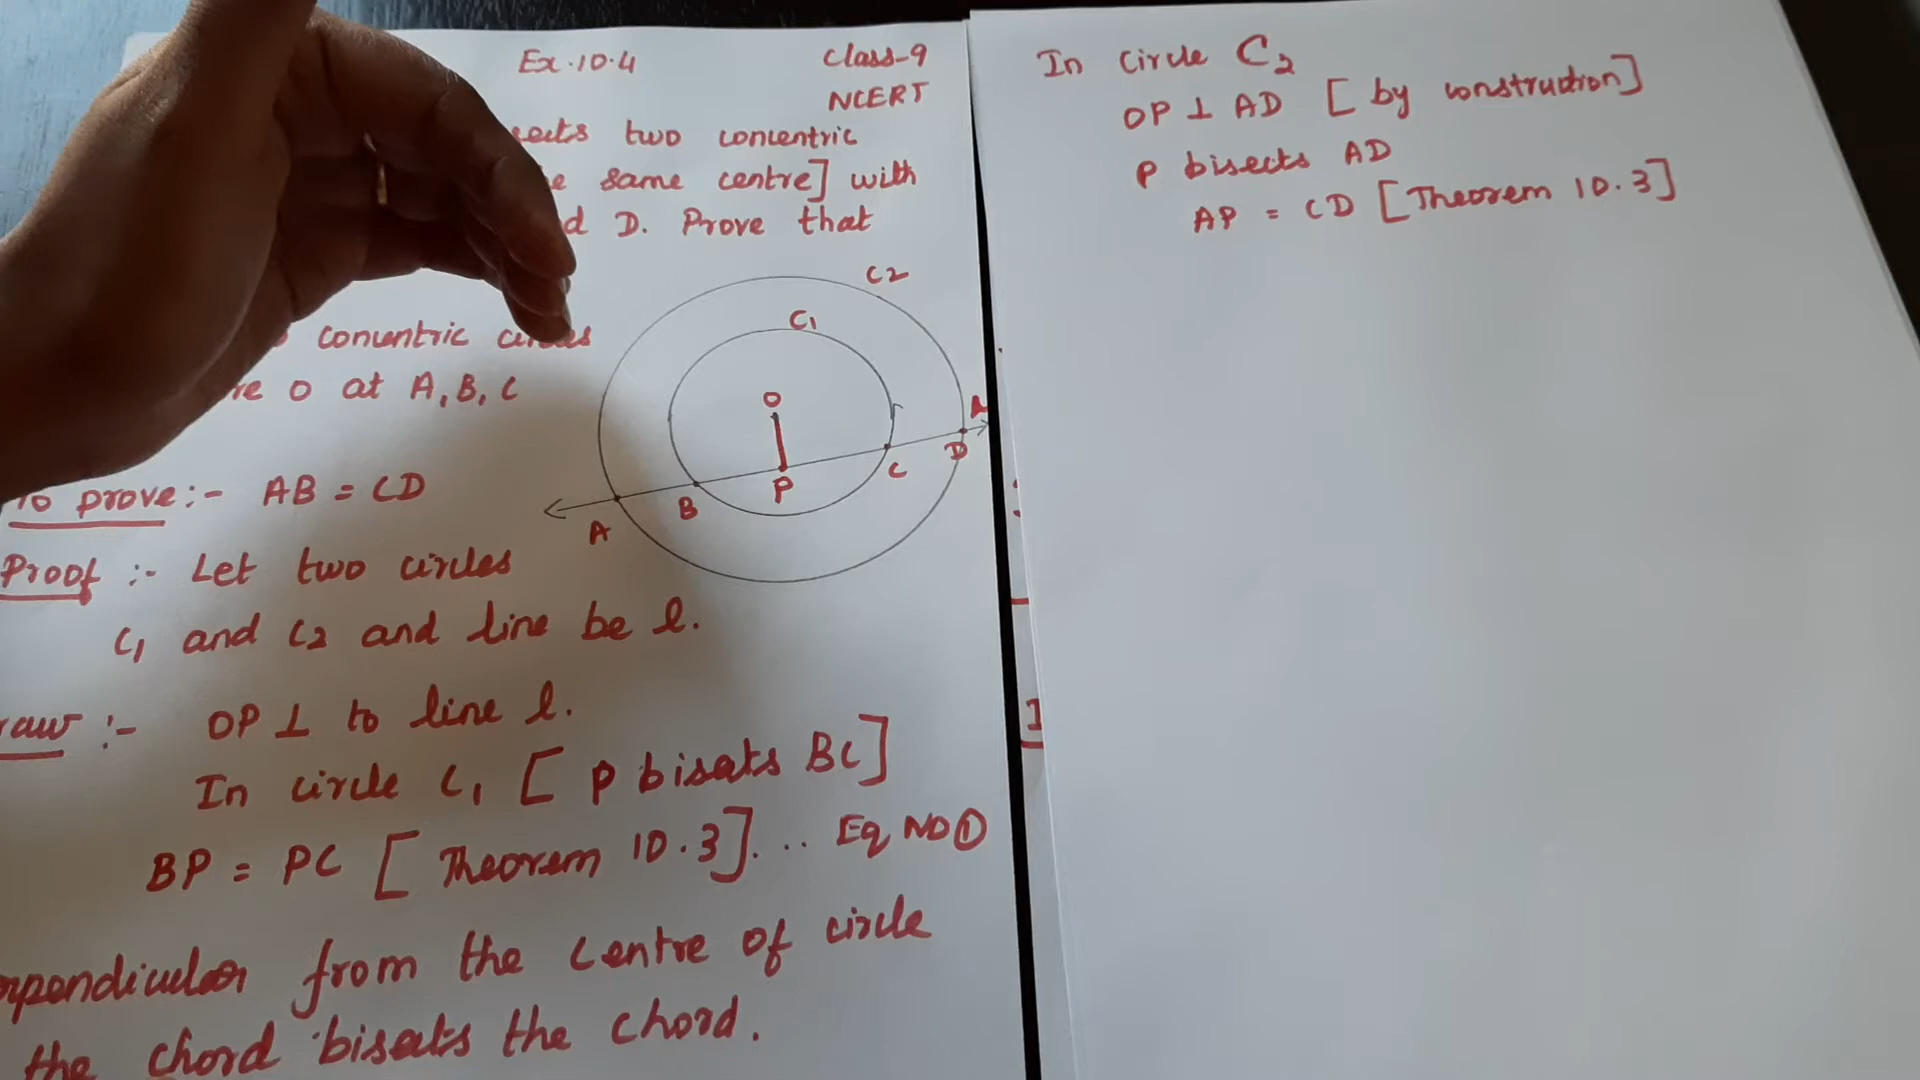 Ex.10.4 Class-9
NCERT
two concentric
same centre] with
D. Prove that
concentric circles
o at A, B, C
To prove :- AB = CD
Proof :- Let two circles
C1 and C2 and line be l.
:- OP ⊥ to line l.
In circle C1 [ P bisects BC]
BP = PC [ Theorem 10.3]. .. Eq NO ①
from the centre of circle
the chord bisects the chord.
C2
C1
O
A
B
P
C
D
In circle C2
OP ⊥ AD [ by construction]
P bisects AD
AP = CD [Theorem 10.3]